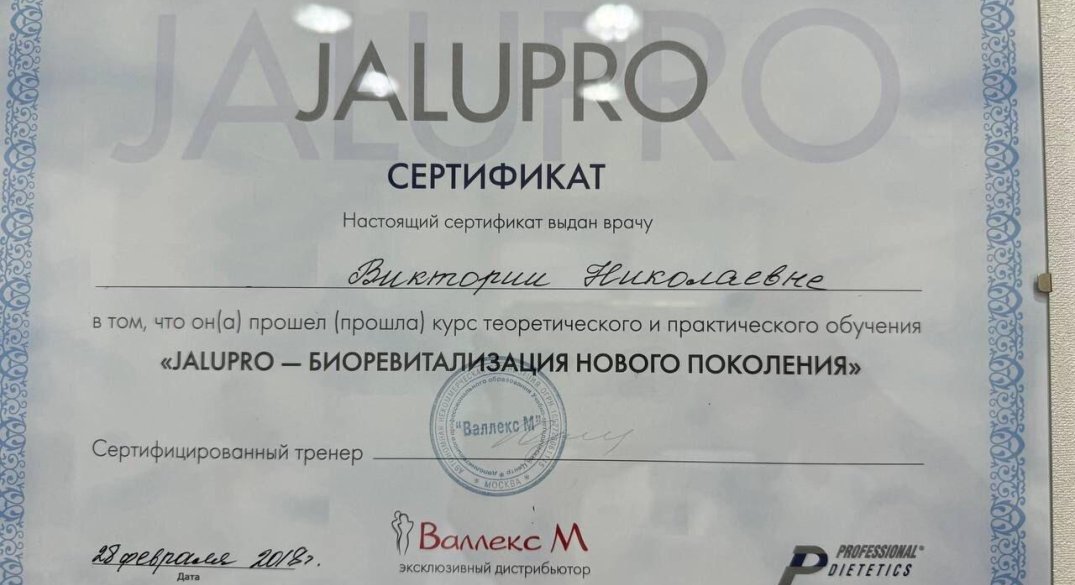 JALUPRO
СЕРТИФИКАТ
Настоящий сертификат выдан врачу
Виктории Николаевне
в том, что он(а) прошел (прошла) курс теоретического и практического обучения
«JALUPRO — БИОРЕВИТАЛИЗАЦИЯ НОВОГО ПОКОЛЕНИЯ»
"Валлекс М"
* МОСКВА *
Сертифицированный тренер
28 февраля 2018г.
Дата
Валлекс М
эксклюзивный дистрибьютор
PROFESSIONAL®
DIETETICS